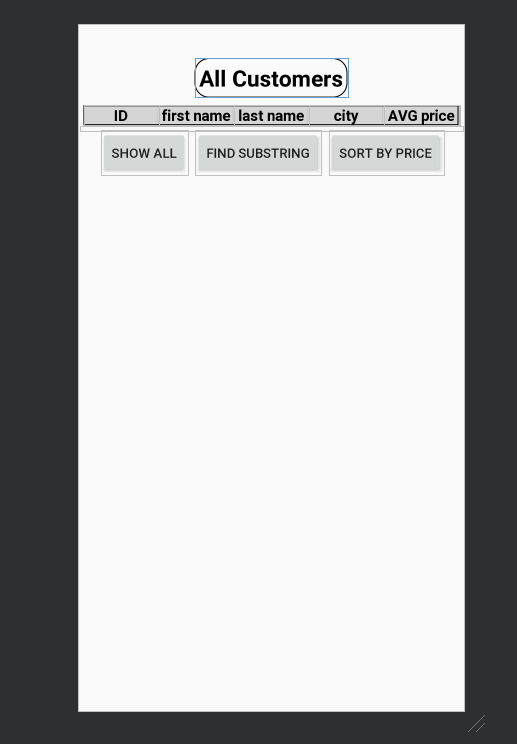 All Customers
ID first name last name city AVG price
SHOW ALL FIND SUBSTRING SORT BY PRICE